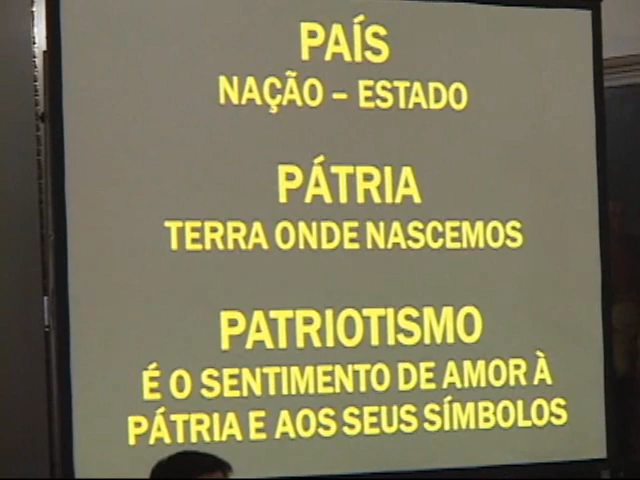 PAÍS
NAÇÃO – ESTADO
PÁTRIA
TERRA ONDE NASCEMOS
PATRIOTISMO
É O SENTIMENTO DE AMOR À
PÁTRIA E AOS SEUS SÍMBOLOS